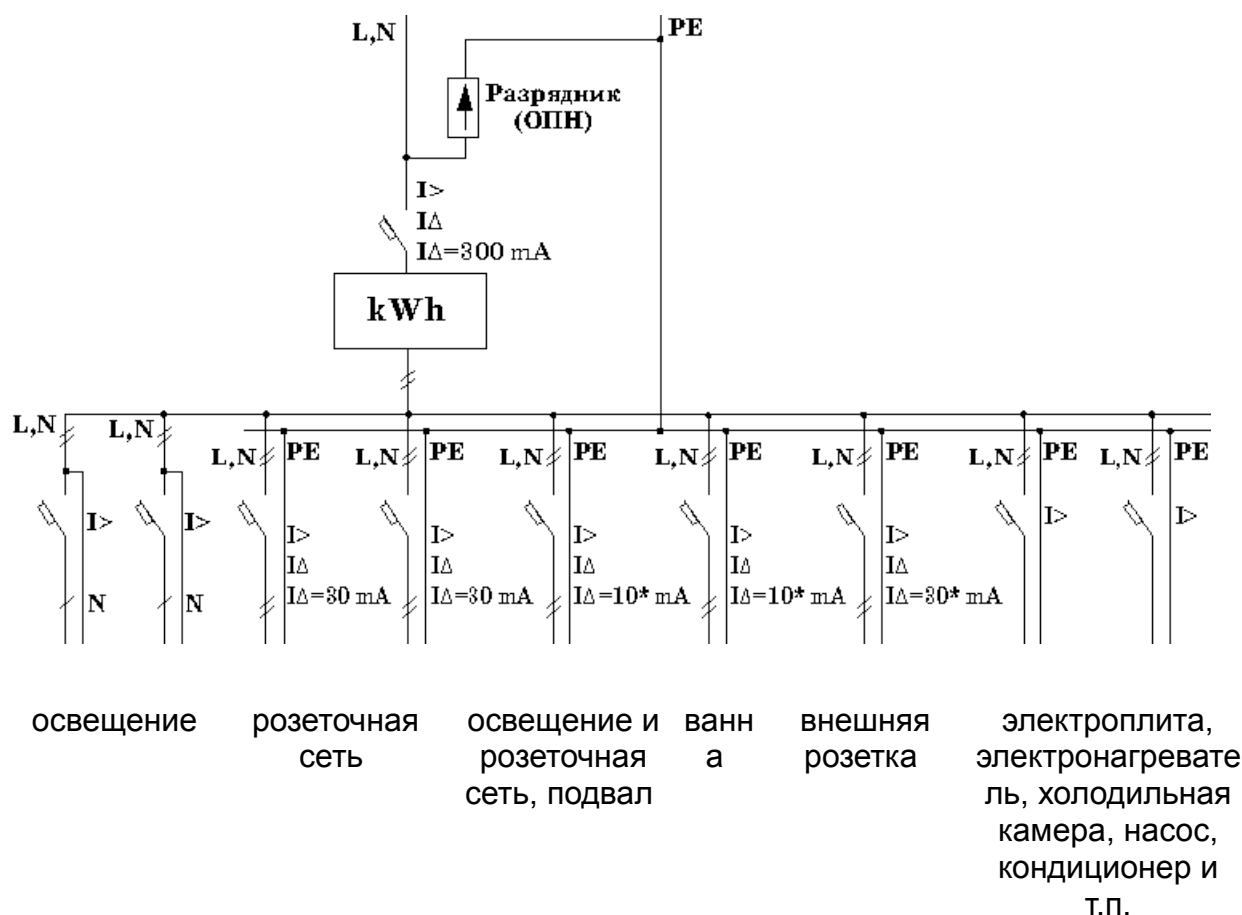 L,N
PE
Разрядник
(ОПН)
I>
IΔ
IΔ=300 mA
kWh
L,N
L,N
L,N
PE
L,N
PE
L,N
PE
L,N
PE
L,N
PE
L,N
PE
L,N
PE
I>
I>
I>
IΔ
IΔ=30 mA
I>
IΔ
IΔ=30 mA
I>
IΔ
IΔ=10* mA
I>
IΔ
IΔ=10* mA
I>
IΔ
IΔ=30* mA
I>
I>
N
N
освещение
розеточная
сеть
освещение и
розеточная
сеть, подвал
ванн
а
внешняя
розетка
электроплита,
электронагревате
ль, холодильная
камера, насос,
кондиционер и
т.п.